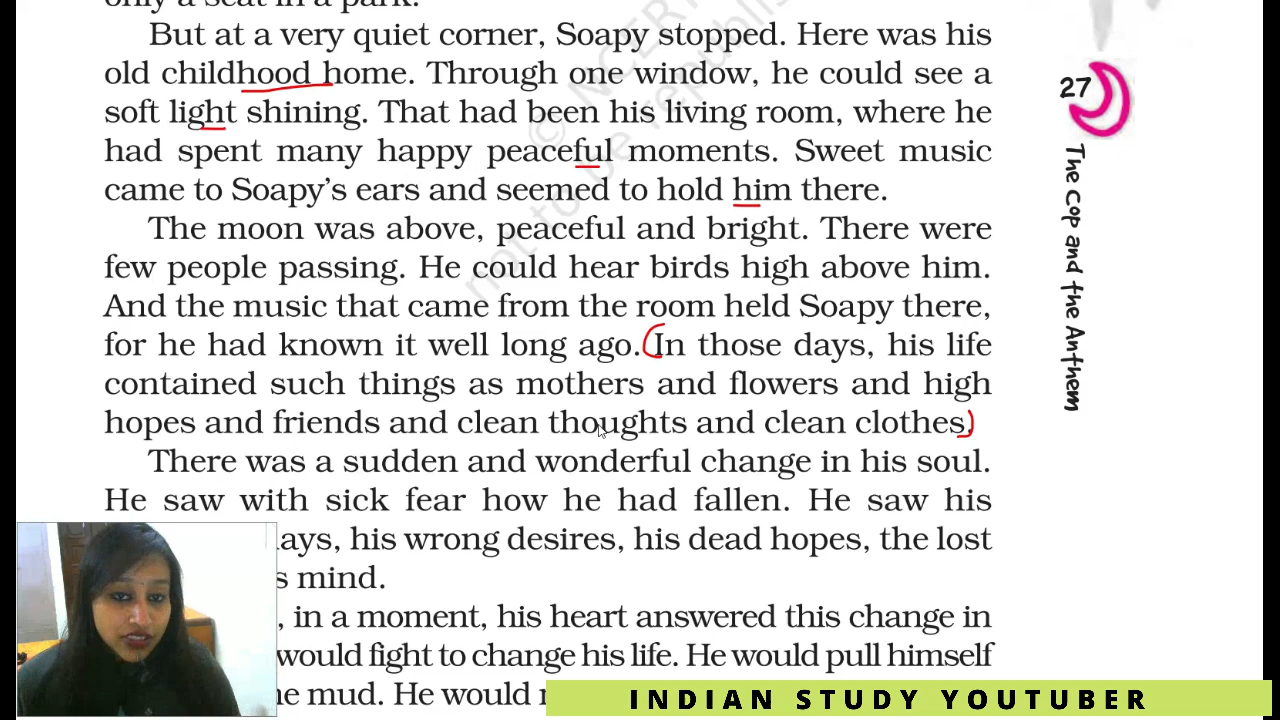 only a seat in a park.
But at a very quiet corner, Soapy stopped. Here was his
old childhood home. Through one window, he could see a
soft light shining. That had been his living room, where he
had spent many happy peaceful moments. Sweet music
came to Soapy's ears and seemed to hold him there.
The moon was above, peaceful and bright. There were
few people passing. He could hear birds high above him.
And the music that came from the room held Soapy there,
for he had known it well long ago. In those days, his life
contained such things as mothers and flowers and high
hopes and friends and clean thoughts and clean clothes.
There was a sudden and wonderful change in his soul.
He saw with sick fear how he had fallen. He saw his
his wrong desires, his dead hopes, the lost
mind.
, in a moment, his heart answered this change in
would fight to change his life. He would pull himself
mud. He would
27
The Cop and the Anthem
© NCERT
not to be republis
INDIAN STUDY YOUTUBER